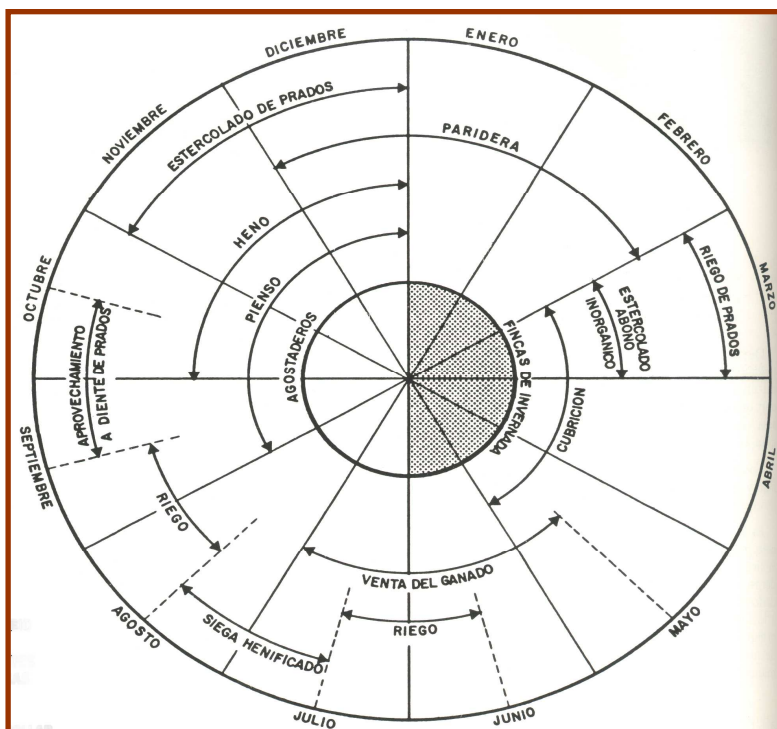 DICIEMBRE
ENERO
NOVIEMBRE
ESTERCOLADO DE PRADOS
PARIDERA
FEBRERO
HENO
PIENSO
OCTUBRE
MARZO
RIEGO DE PRADOS
ESTERCOLADO
ABONO
INORGANICO
AGOSTADEROS
FINCAS DE INVERNADA
APROVECHAMIENTO
A DIENTE DE PRADOS
CUBRICION
SEPTIEMBRE
ABRIL
RIEGO
VENTA DEL GANADO
AGOSTO
SIEGA HENIFICADO
RIEGO
MAYO
JULIO
JUNIO